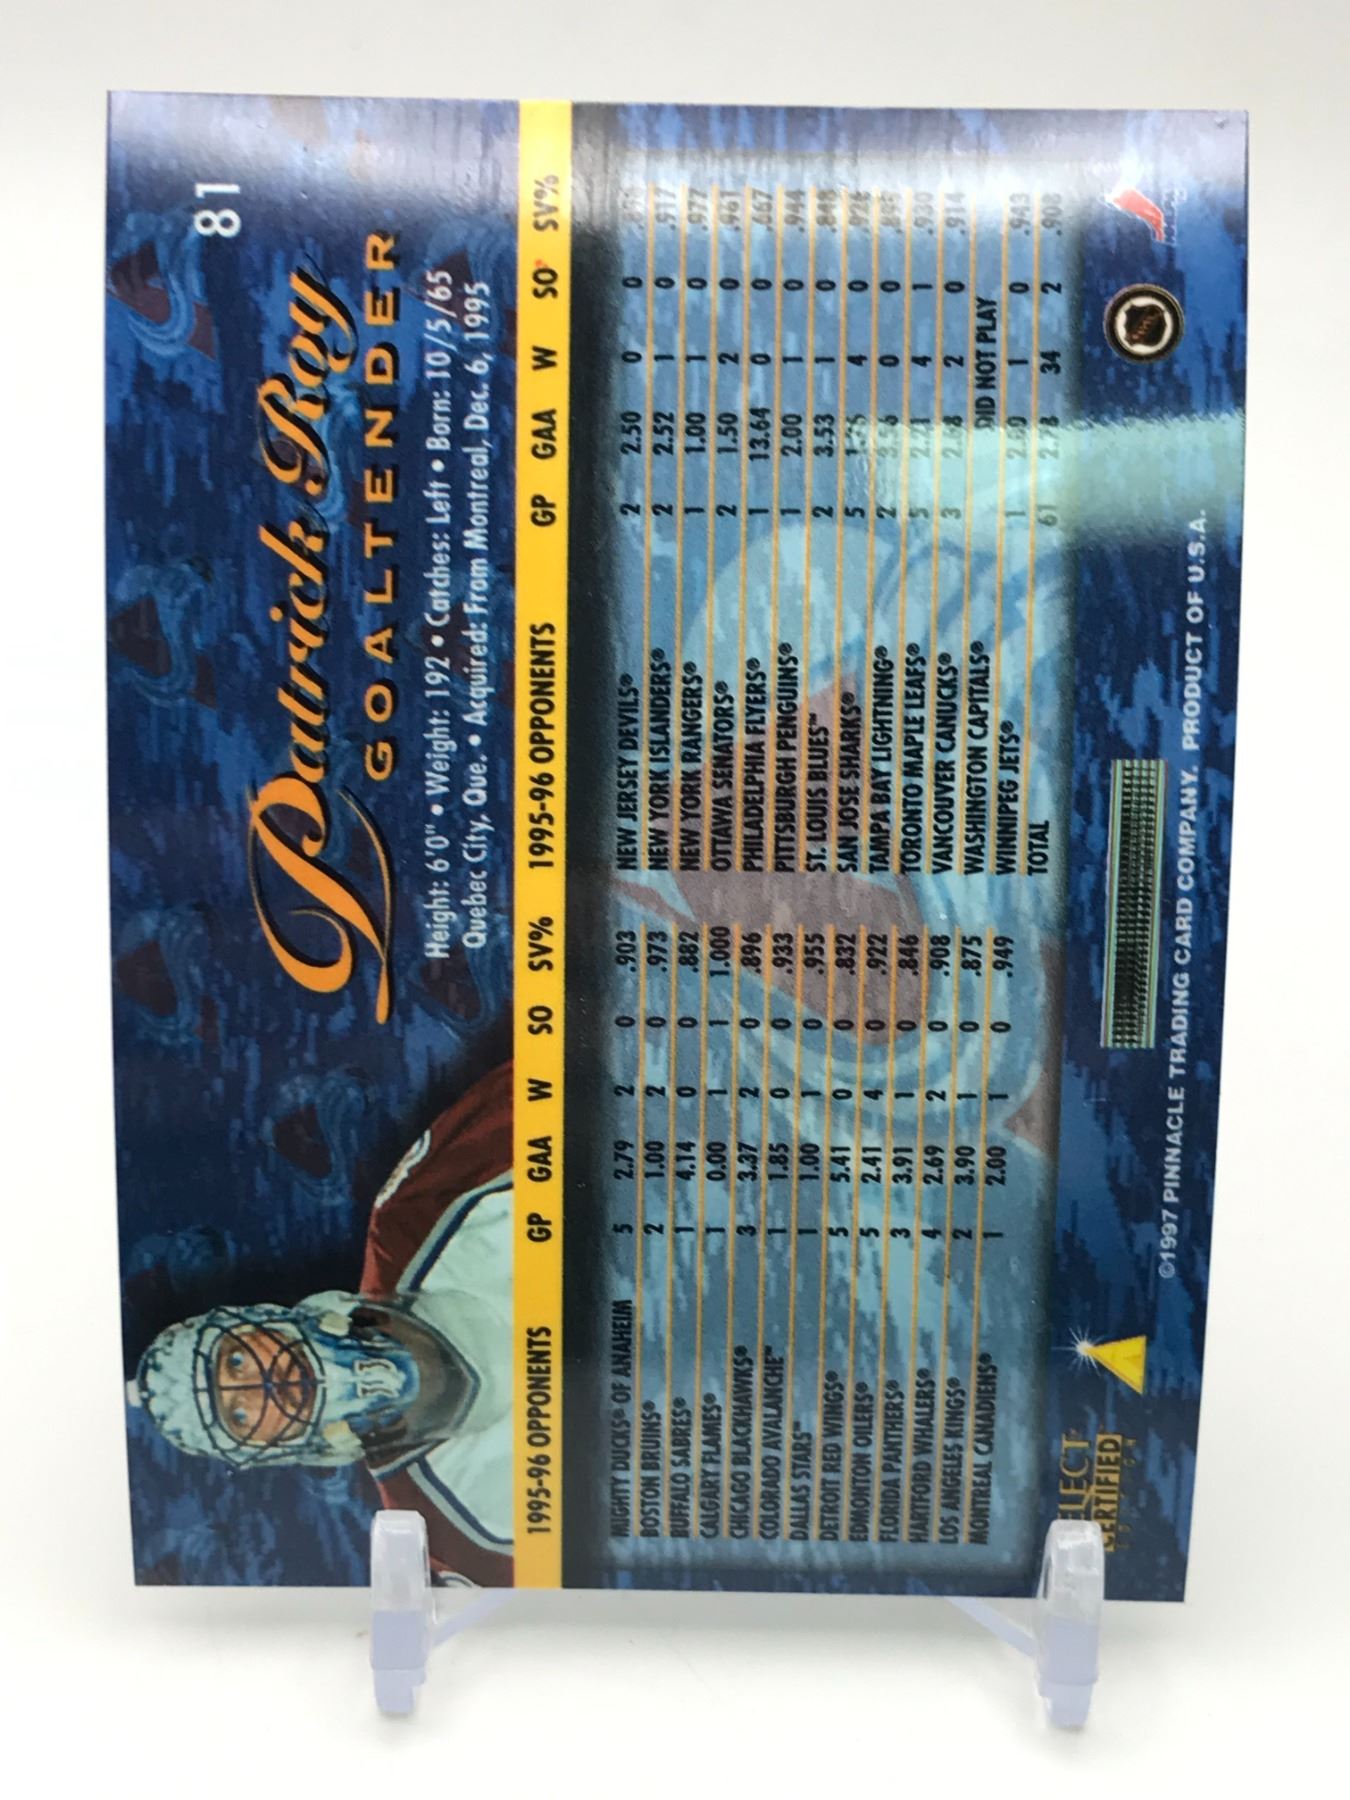 81
Patrick Roy
GOALTENDER
Height: 6'0" • Weight: 192 • Catches: Left • Born: 10/5/65
Quebec City, Que. • Acquired: From Montreal, Dec. 6, 1995
1995-96 OPPONENTS GP GAA W SO SV% 1995-96 OPPONENTS GP GAA W SO SV%
MIGHTY DUCKS® OF ANAHEIM 5 2.79 2 0 .903
BOSTON BRUINS® 2 1.00 2 0 .973
BUFFALO SABRES® 1 4.14 0 0 .882
CALGARY FLAMES® 1 0.00 1 1 1.000
CHICAGO BLACKHAWKS® 3 3.37 2 0 .896
COLORADO AVALANCHE™ 1 1.85 0 0 .933
DALLAS STARS™ 1 1.00 1 0 .955
DETROIT RED WINGS® 5 5.41 0 0 .832
EDMONTON OILERS® 5 2.41 4 0 .922
FLORIDA PANTHERS® 3 3.91 1 0 .846
HARTFORD WHALERS® 4 2.69 2 0 .908
LOS ANGELES KINGS® 2 3.90 1 0 .875
MONTREAL CANADIENS® 1 2.00 1 0 .949
NEW JERSEY DEVILS® 2 2.50 0 0
NEW YORK ISLANDERS® 2 2.52 1 0 .917
NEW YORK RANGERS® 1 1.00 1 0 .977
OTTAWA SENATORS® 2 1.50 2 0 .961
PHILADELPHIA FLYERS® 1 13.64 0 0 .667
PITTSBURGH PENGUINS® 1 2.00 1 0 .944
ST. LOUIS BLUES™ 2 3.53 1 0 .848
SAN JOSE SHARKS® 5 4 0
TAMPA BAY LIGHTNING® 2 0 0
TORONTO MAPLE LEAFS® 5 2.21 4 1 .930
VANCOUVER CANUCKS® 3 2.68 2 0 .914
WASHINGTON CAPITALS® DID NOT PLAY
WINNIPEG JETS® 1 2.60 1 0 .943
TOTAL 61 2.78 34 2 .908
SELECT
CERTIFIED
©1997 PINNACLE TRADING CARD COMPANY. PRODUCT OF U.S.A.